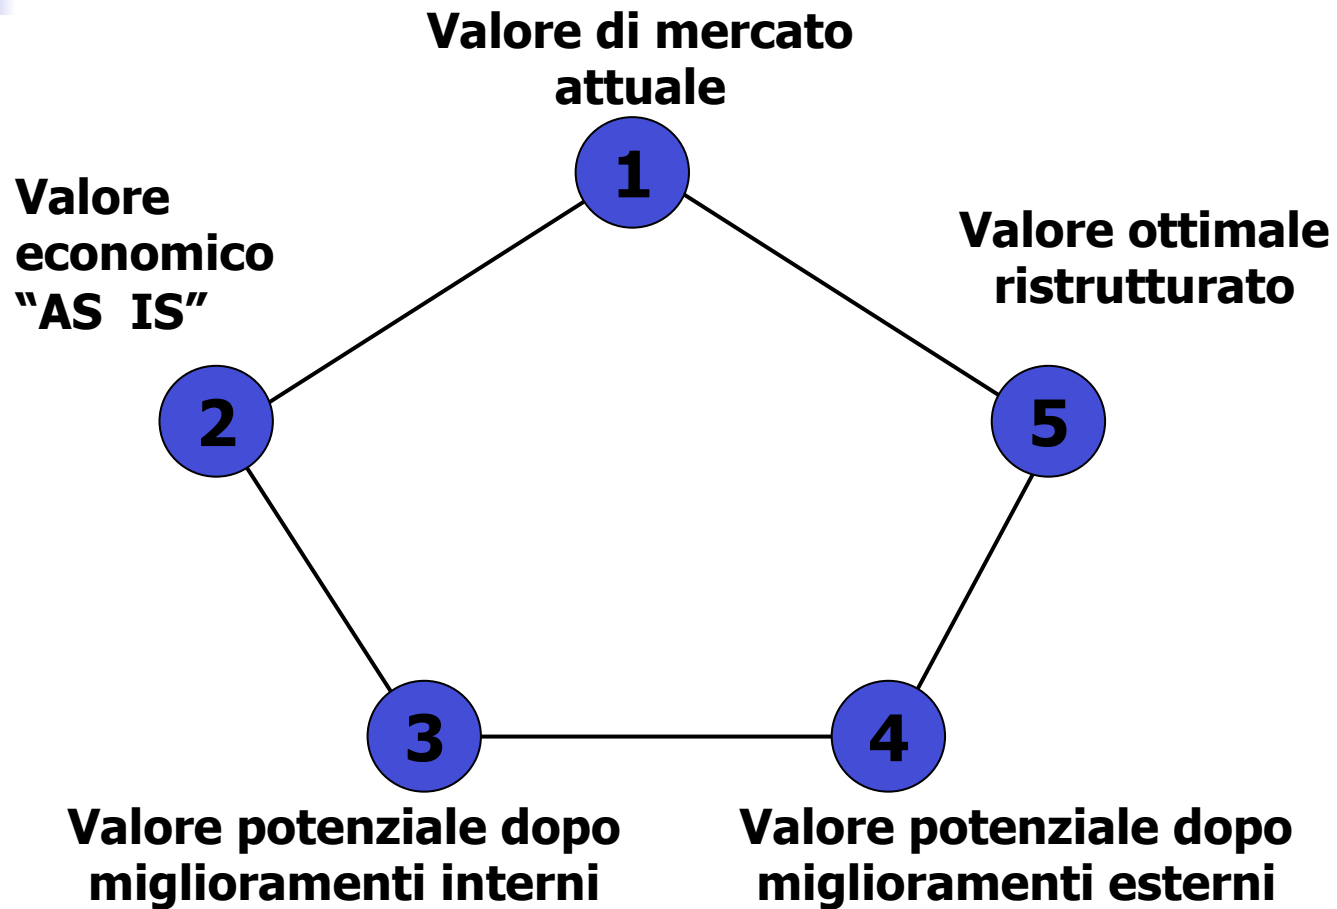 Valore di mercato
attuale
1
Valore
economico
“AS IS”
Valore ottimale
ristrutturato
2
5
3
4
Valore potenziale dopo
miglioramenti interni
Valore potenziale dopo
miglioramenti esterni